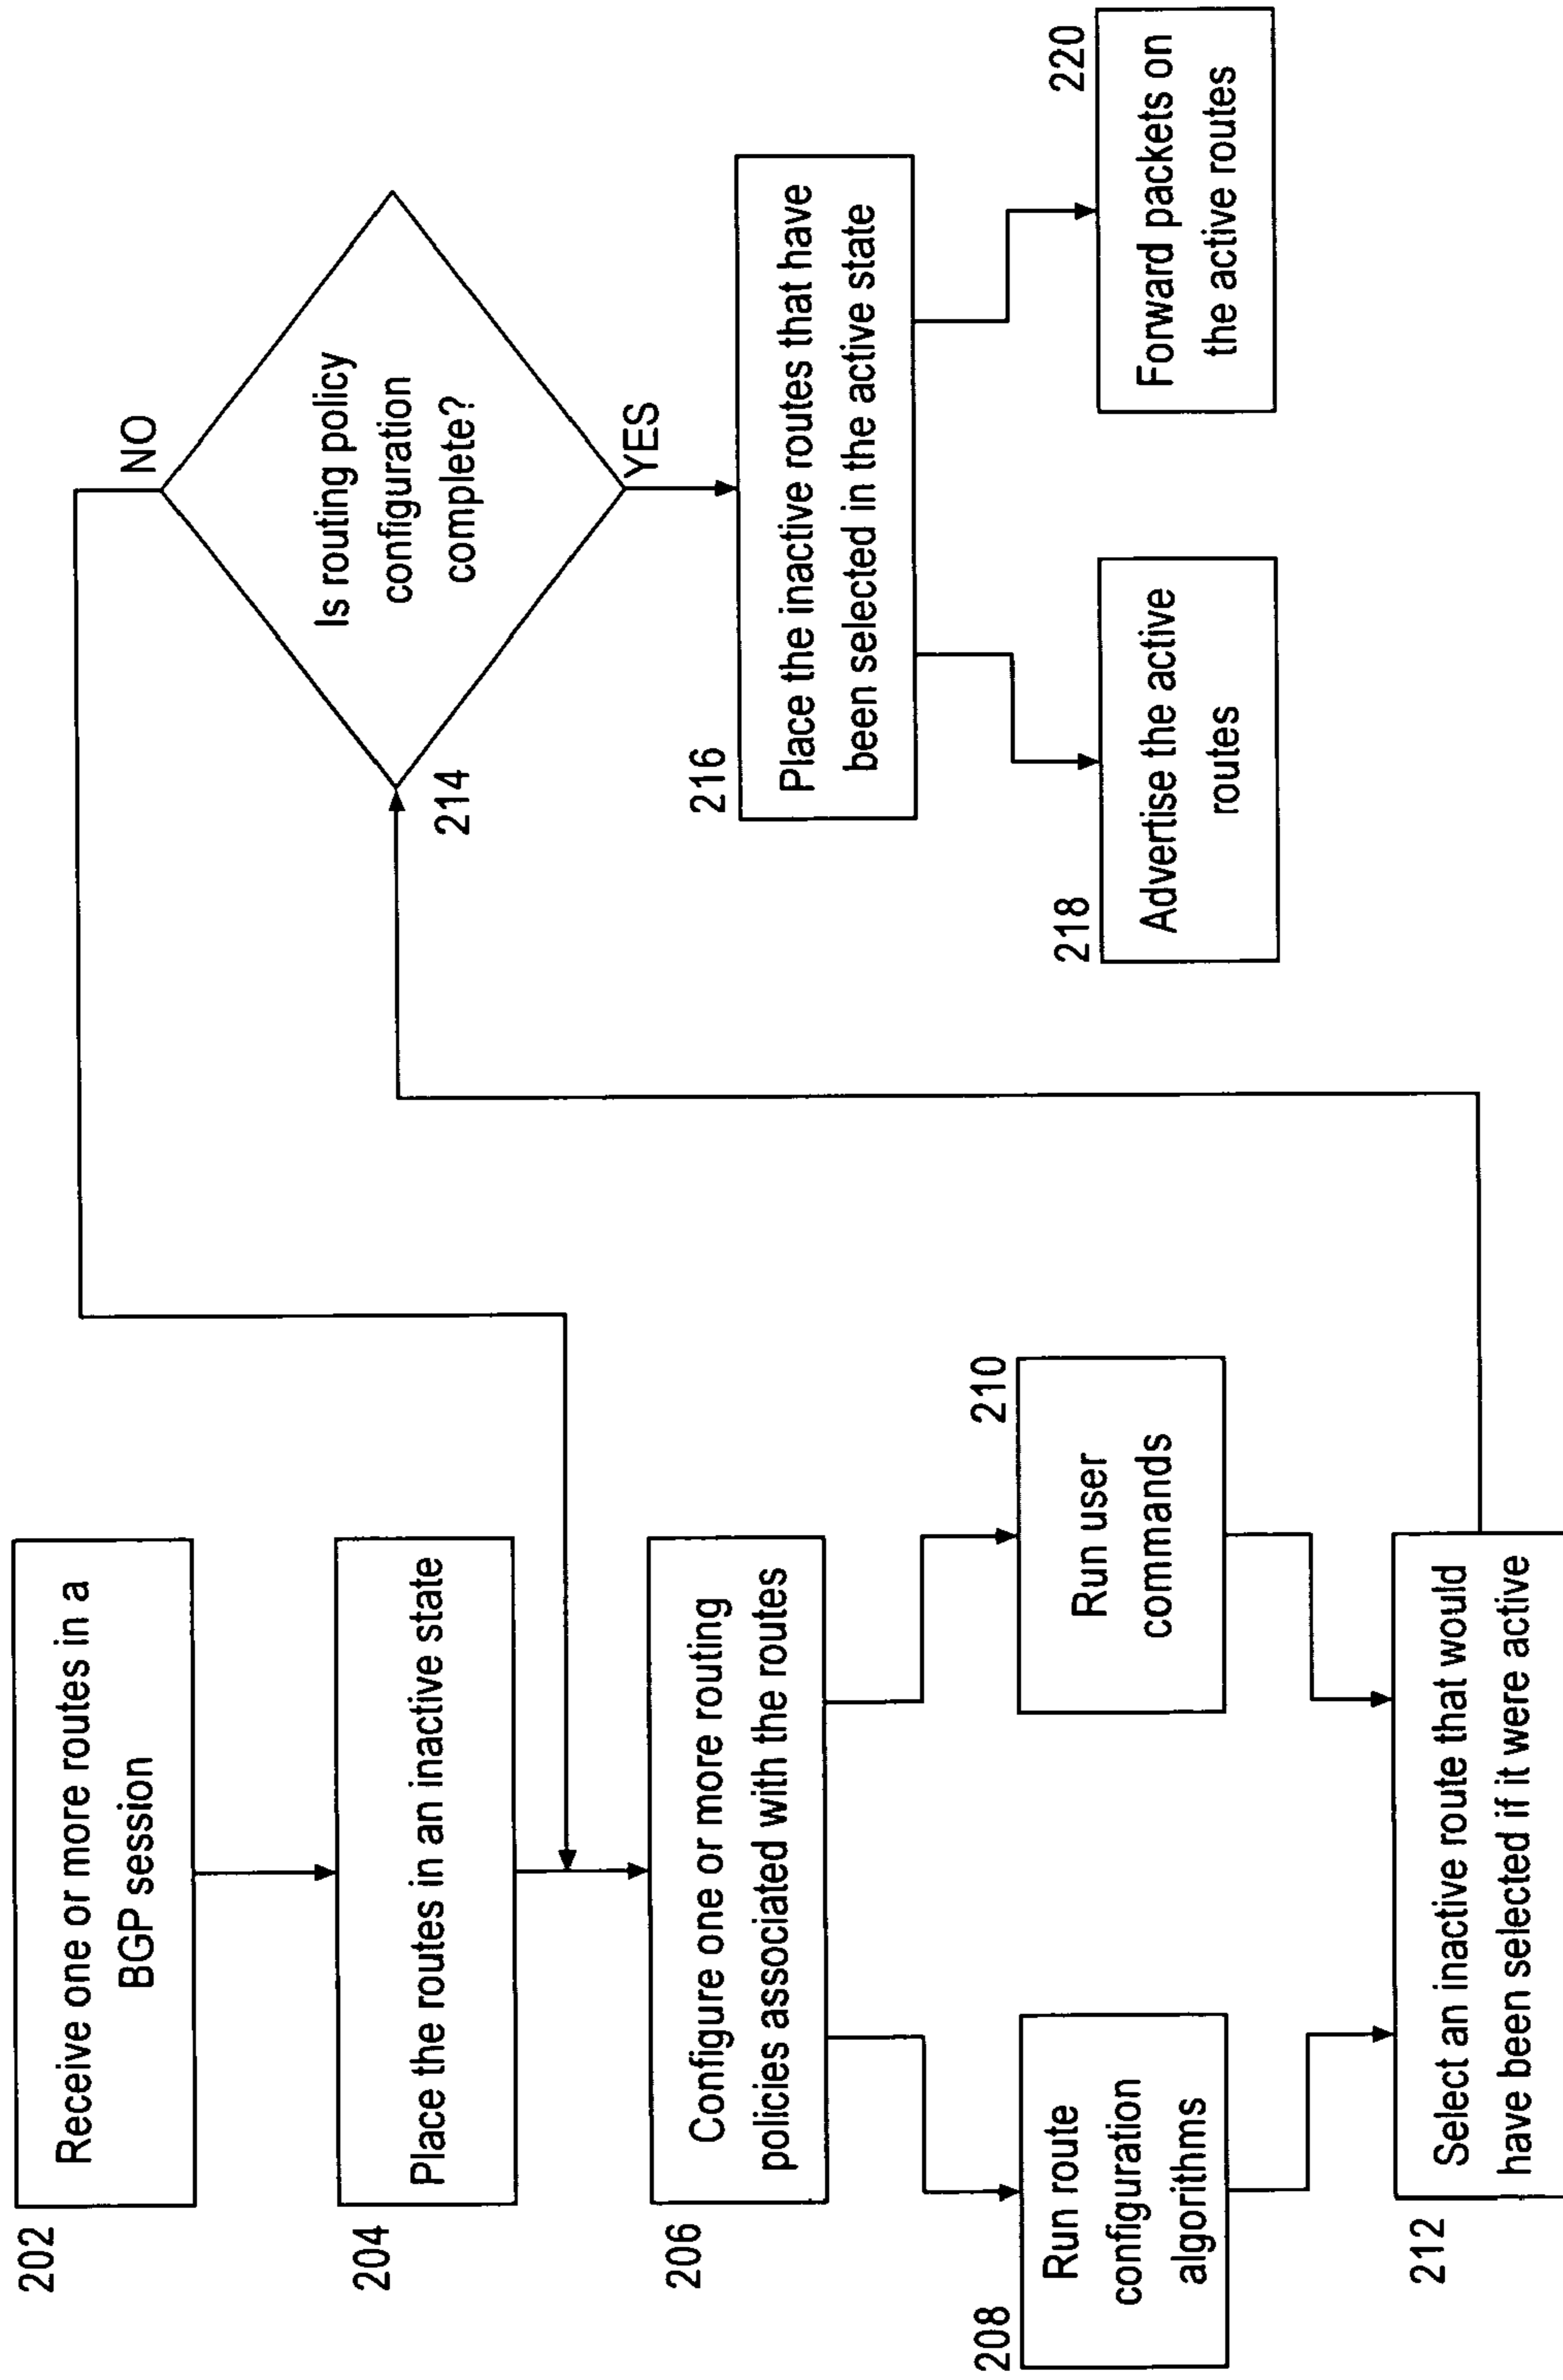 202
Receive one or more routes in a
BGP session
204
Place the routes in an inactive state
206
Configure one or more routing
policies associated with the routes
208
Run route
configuration
algorithms
210
Run user
commands
212
Select an inactive route that would
have been selected if it were active
NO
Is routing policy
configuration
complete?
214
YES
216
Place the inactive routes that have
been selected in the active state
218
Advertise the active
routes
220
Forward packets on
the active routes